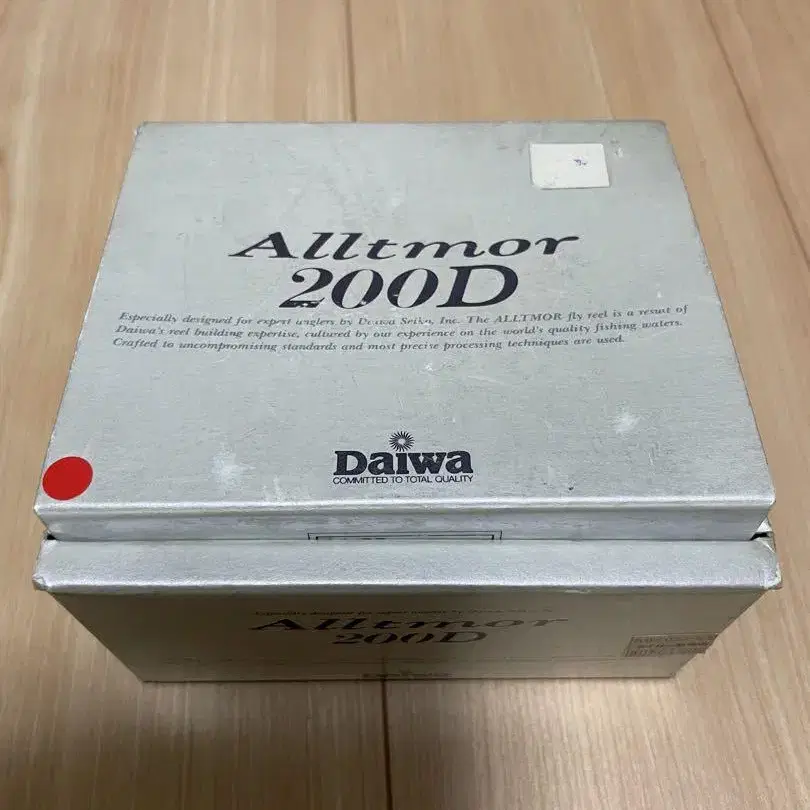 Alltmor
200D
Especially designed for expert anglers by Daiwa Seiko, Inc. The ALLTMOR fly reel is a result of
Daiwa's reel building expertise, cultured by our experience on the world's quality fishing waters.
Crafted to uncompromising standards and most precise processing techniques are used.
Daiwa
COMMITTED TO TOTAL QUALITY
Alltmor
200D
Daiwa